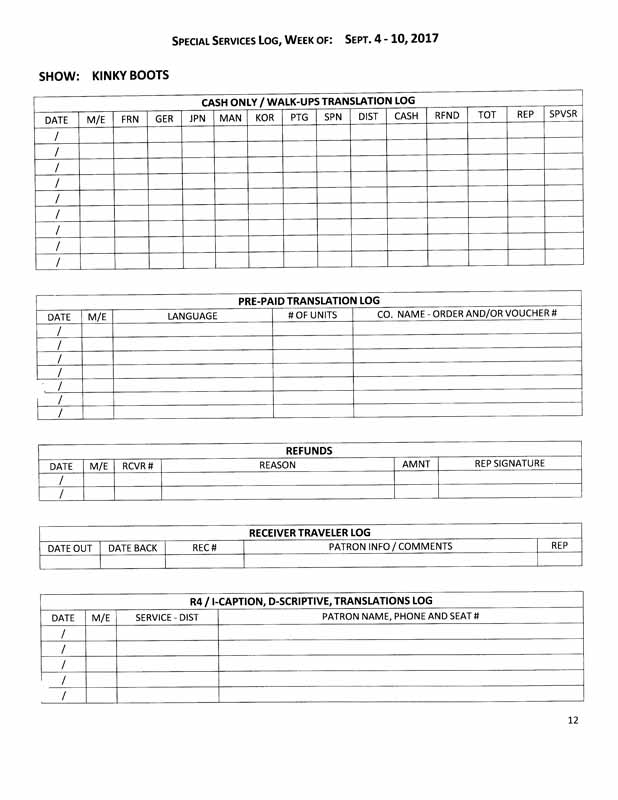 SPECIAL SERVICES LOG, WEEK OF: SEPT. 4 - 10, 2017
SHOW: KINKY BOOTS
CASH ONLY / WALK-UPS TRANSLATION LOG
DATE M/E FRN GER JPN MAN KOR PTG SPN DIST CASH RFND TOT REP SPVSR
/
/
/
/
/
/
/
/
/
PRE-PAID TRANSLATION LOG
DATE M/E LANGUAGE # OF UNITS CO. NAME - ORDER AND/OR VOUCHER #
/
/
/
/
/
/
/
REFUNDS
DATE M/E RCVR # REASON AMNT REP SIGNATURE
/
/
RECEIVER TRAVELER LOG
DATE OUT DATE BACK REC # PATRON INFO / COMMENTS REP
R4 / I-CAPTION, D-SCRIPTIVE, TRANSLATIONS LOG
DATE M/E SERVICE - DIST PATRON NAME, PHONE AND SEAT #
/
/
/
/
/
12